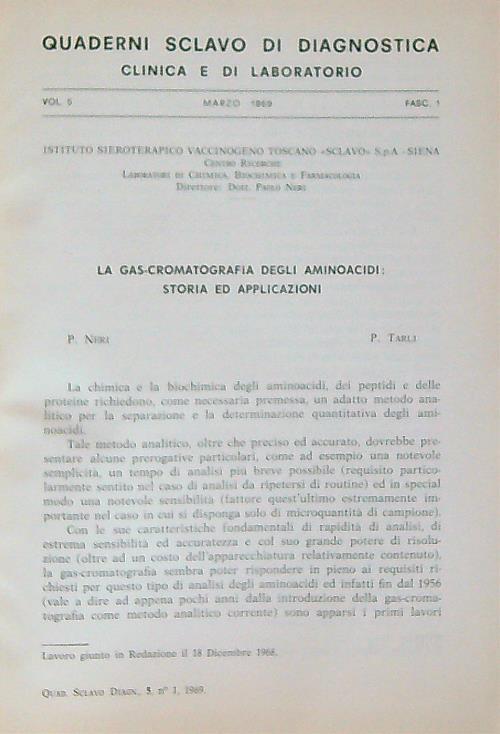 QUADERNI SCLAVO DI DIAGNOSTICA
CLINICA E DI LABORATORIO
VOL. 5 MARZO 1969 FASC. 1
ISTITUTO SIEROTERAPICO VACCINOGENO TOSCANO «SCLAVO» S.p.A - SIENA
Centro Ricerche
Laboratori di Chimica, Biochimica e Farmacologia
Direttore: Dott. Paolo Neri
LA GAS-CROMATOGRAFIA DEGLI AMINOACIDI:
STORIA ED APPLICAZIONI
P. Neri P. Tarli
La chimica e la biochimica degli aminoacidi, dei peptidi e delle
proteine richiedono, come necessaria premessa, un adatto metodo ana-
litico per la separazione e la determinazione quantitativa degli ami-
noacidi.
Tale metodo analitico, oltre che preciso ed accurato, dovrebbe pre-
sentare alcune prerogative particolari, come ad esempio una notevole
semplicità, un tempo di analisi più breve possibile (requisito partico-
larmente sentito nel caso di analisi da ripetersi di routine) ed in special
modo una notevole sensibilità (fattore quest'ultimo estremamente im-
portante nel caso in cui si disponga solo di microquantità di campione).
Con le sue caratteristiche fondamentali di rapidità di analisi, di
estrema sensibilità ed accuratezza e col suo grande potere di risolu-
zione (oltre ad un costo dell'apparecchiatura relativamente contenuto),
la gas-cromatografia sembra poter rispondere in pieno ai requisiti ri-
chiesti per questo tipo di analisi degli aminoacidi ed infatti fin dal 1956
(vale a dire ad appena pochi anni dalla introduzione della gas-croma-
tografia come metodo analitico corrente) sono apparsi i primi lavori
Lavoro giunto in Redazione il 18 Dicembre 1968.
Quad. Sclavo Diagn., 5, n° 1, 1969.